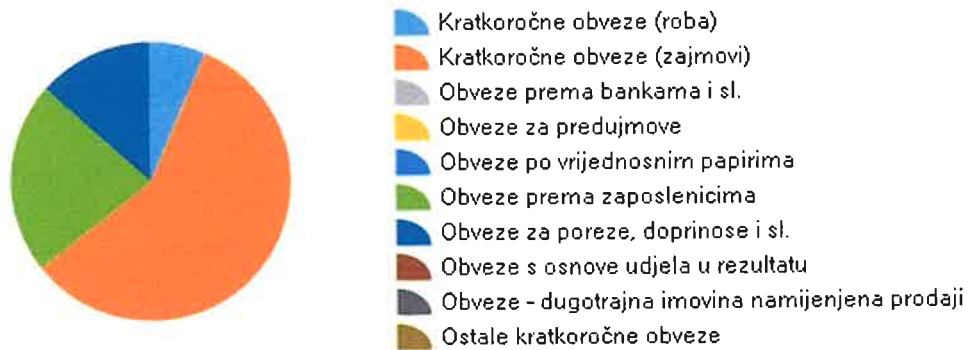 Kratkoročne obveze (roba)
Kratkoročne obveze (zajmovi)
Obveze prema bankama i sl.
Obveze za predujmove
Obveze po vrijednosnim papirima
Obveze prema zaposlenicima
Obveze za poreze, doprinose i sl.
Obveze s osnove udjela u rezultatu
Obveze - dugotrajna imovina namijenjena prodaji
Ostale kratkoročne obveze